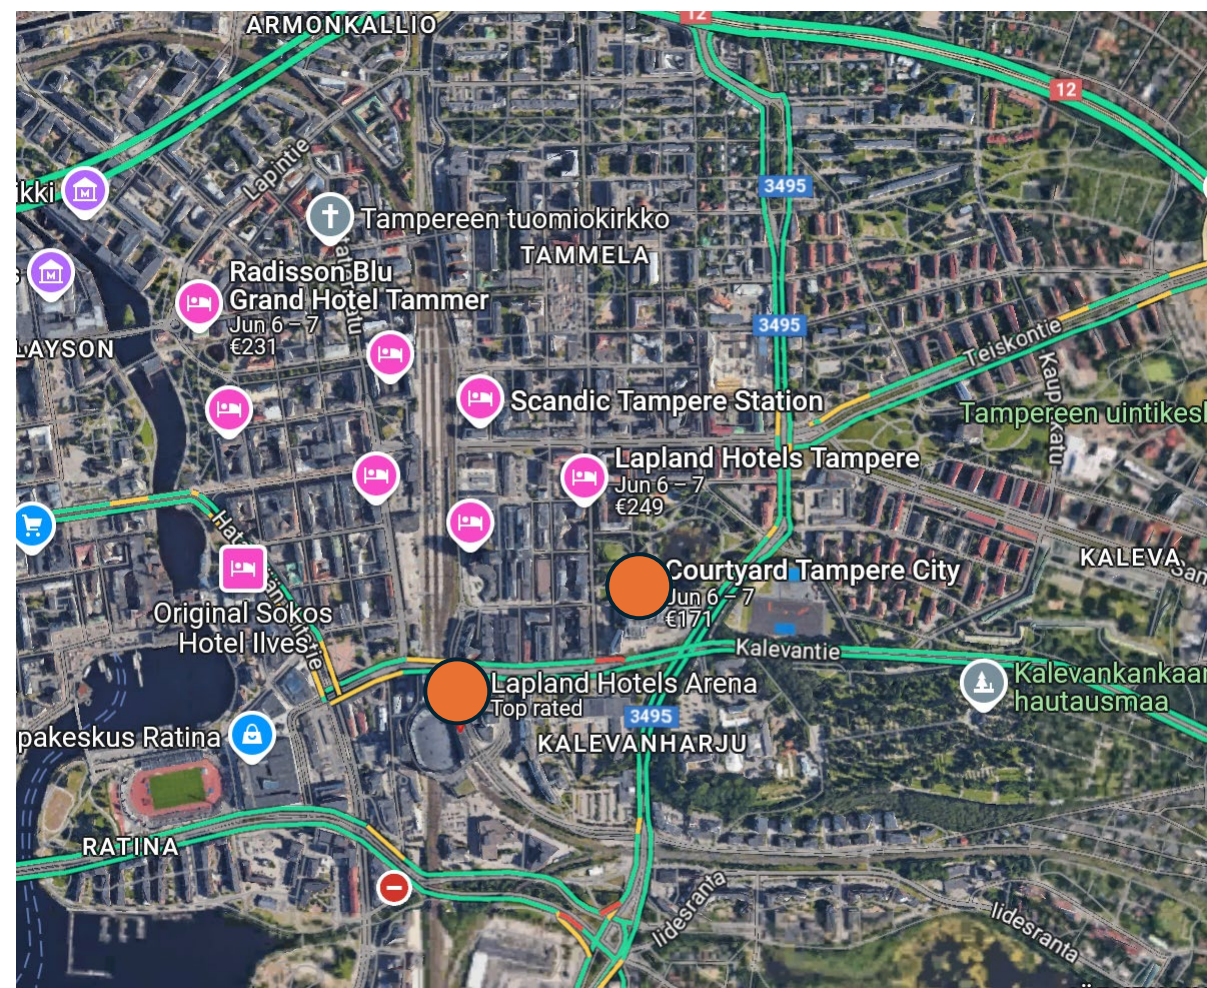 12
ARMONKALLIO
12
Lapintie
ikki
3495
Tampereen tuomiokirkko
TAMMELA
Radisson Blu
Grand Hotel Tammer
Jun 6 – 7
€231
3495
LAYSON
Teiskontie
Scandic Tampere Station
Tampereen uintikes
Lapland Hotels Tampere
Jun 6 – 7
€249
KALEVA
Courtyard Tampere City
Jun 6 – 7
€171
Original Sokos
Hotel Ilves
Kalevantie
Kalevankankaan
hautausmaa
Lapland Hotels Arena
Top rated
3495
pakeskus Ratina
KALEVANHARJU
RATINA
Iidesranta
Iidesranta